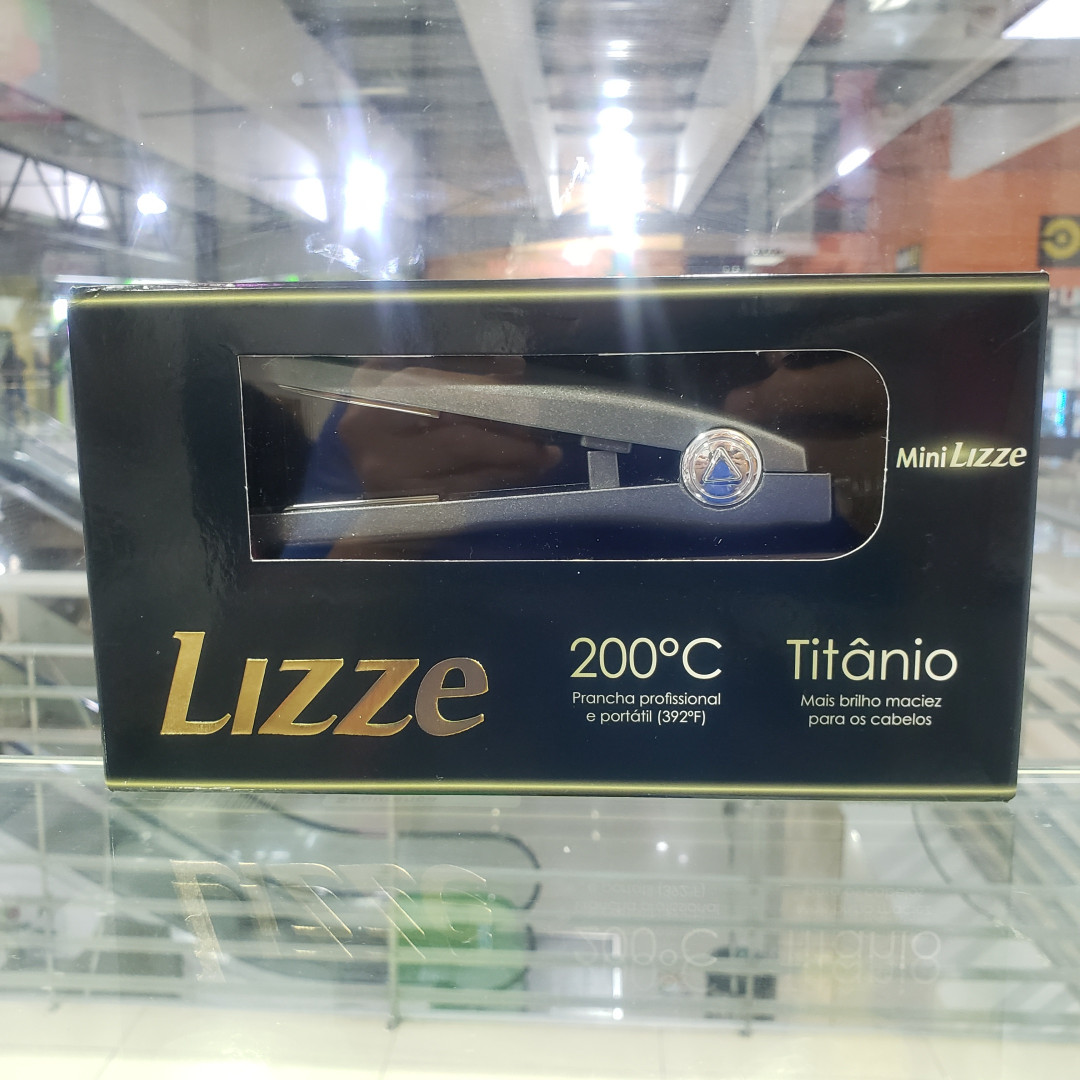 Mini Lizze
Lizze
200°C
Prancha profissional
e portátil (392°F)
Titânio
Mais brilho maciez
para os cabelos